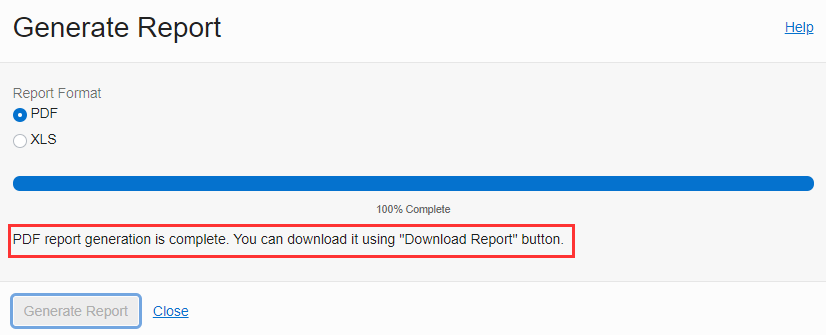 Generate Report
Help
Report Format
PDF
XLS
100% Complete
PDF report generation is complete. You can download it using "Download Report" button.
Generate Report
Close